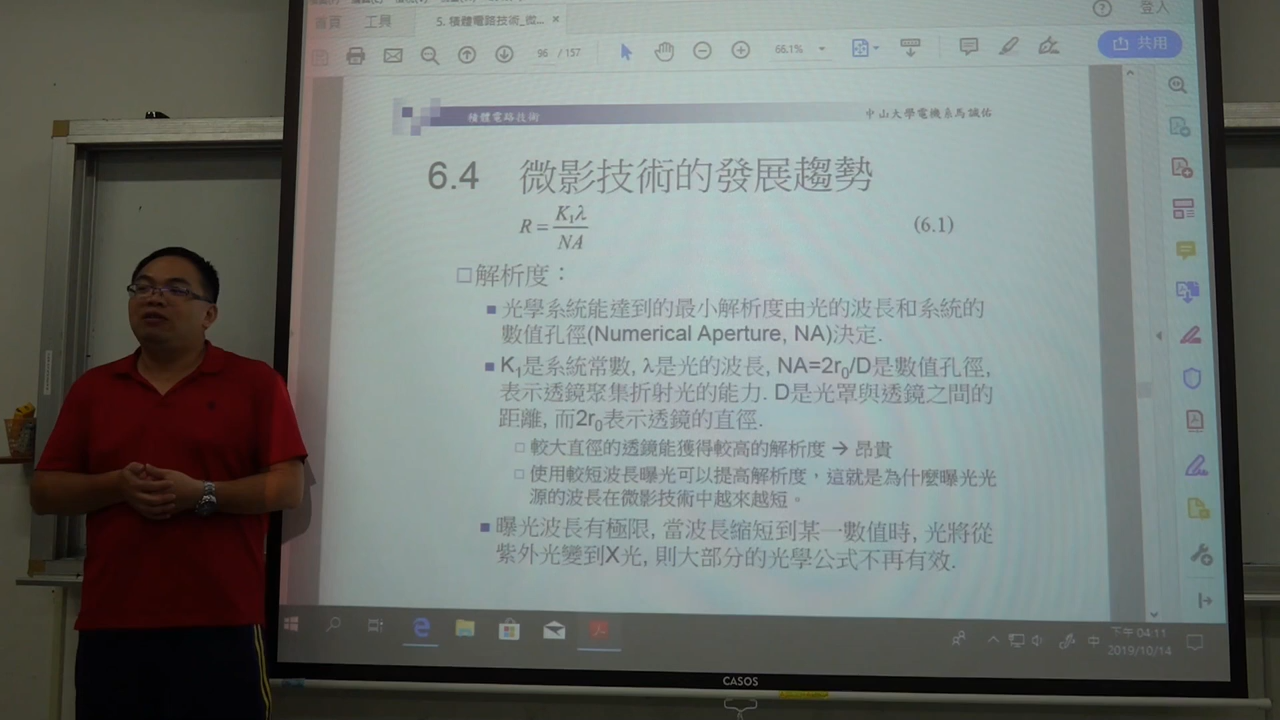 首頁 工具 5. 積體電路技術_微... × 登入
96 / 157 66.1% 共用
積體電路技術 中山大學電機系馬誠佑
6.4 微影技術的發展趨勢
R = K₁λ / NA (6.1)
解析度：
光學系統能達到的最小解析度由光的波長和系統的
數值孔徑(Numerical Aperture, NA)決定.
K₁是系統常數, λ是光的波長, NA=2r₀/D是數值孔徑,
表示透鏡聚集折射光的能力. D是光罩與透鏡之間的
距離, 而2r₀表示透鏡的直徑.
較大直徑的透鏡能獲得較高的解析度 → 昂貴
使用較短波長曝光可以提高解析度，這就是為什麼曝光光
源的波長在微影技術中越來越短。
曝光波長有極限, 當波長縮短到某一數值時, 光將從
紫外光變到X光, 則大部分的光學公式不再有效.
中 下午 04:11
2019/10/14
CASOS